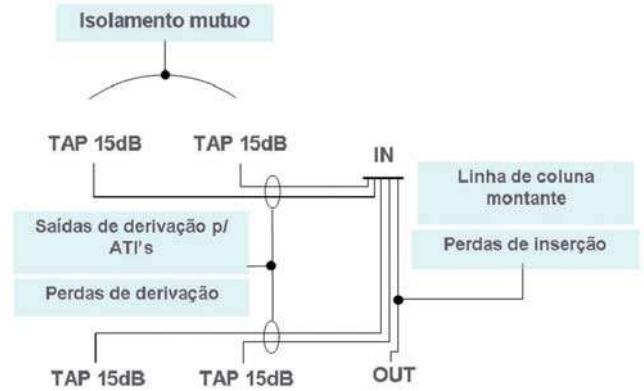 Isolamento mutuo
TAP 15dB
TAP 15dB
IN
Linha de coluna
montante
Saídas de derivação p/
ATI's
Perdas de inserção
Perdas de derivação
TAP 15dB
TAP 15dB
OUT